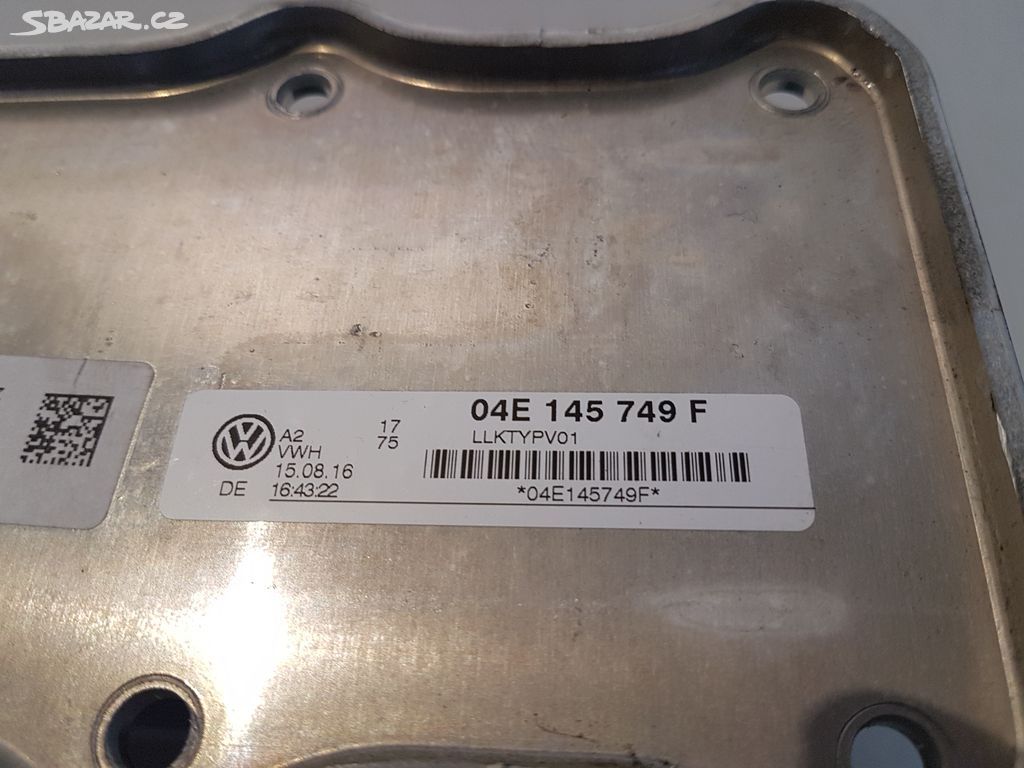 SBAZAR.CZ
04E 145 749 F
LLKTYPV01
*04E145749F*
A2
VWH
15.08.16
16:43:22
DE
17
75